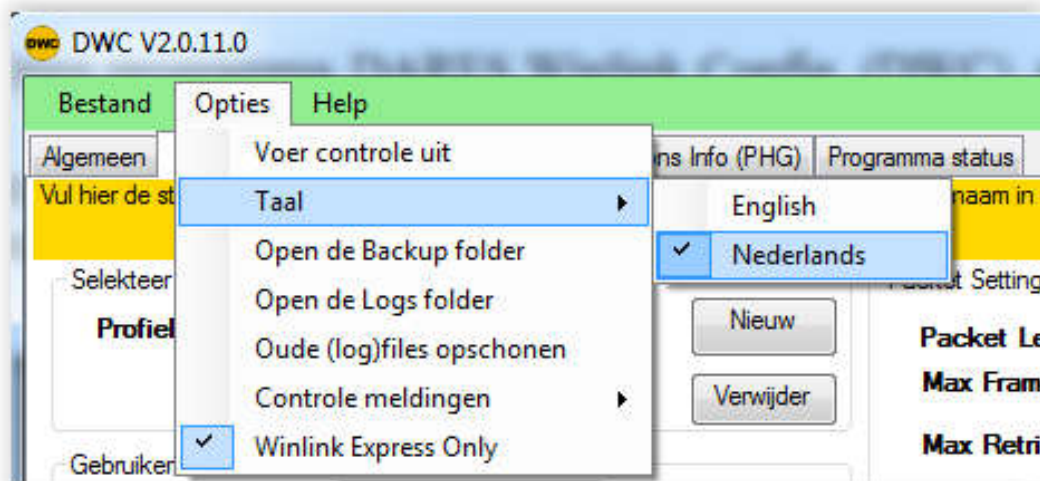 DWC DWC V2.0.11.0
Bestand Opties Help
Algemeen ns Info (PHG) Programma status
Voer controle uit
Vul hier de st naam in
Taal
English
Nederlands
Open de Backup folder
Selekteer Setting
Open de Logs folder
Nieuw
Profiel Packet Le
Oude (log)files opschonen
Max Fram
Controle meldingen
Verwijder
Winlink Express Only
Max Retri
Gebruiker